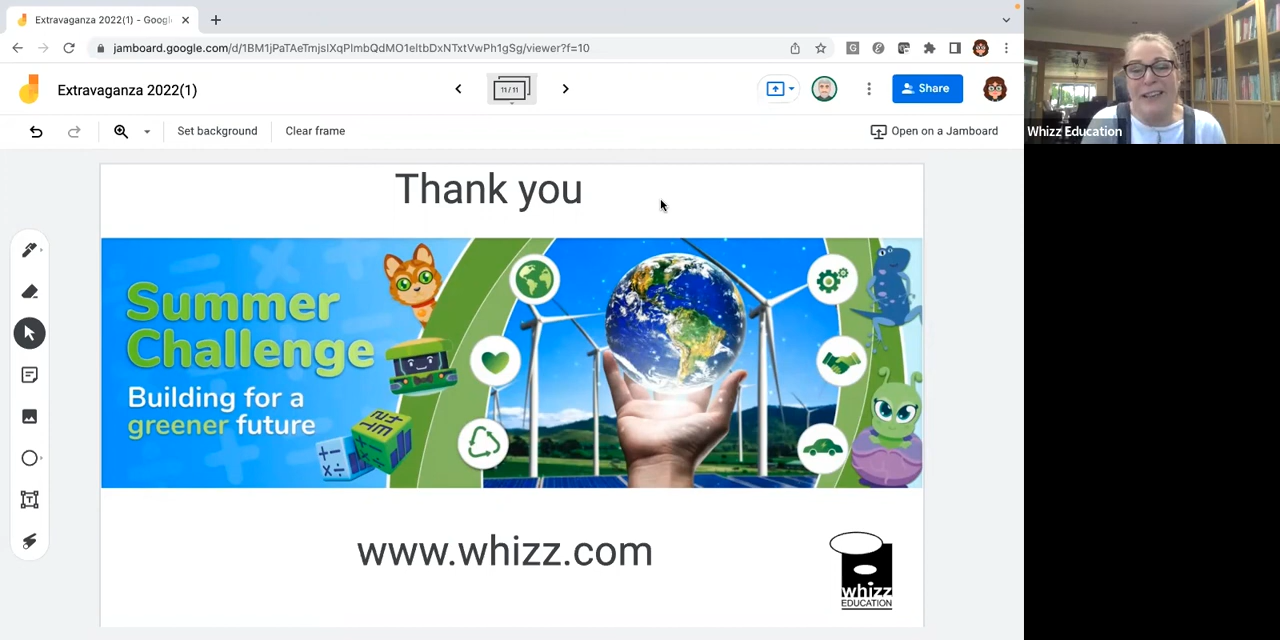 Extravaganza 2022(1) - Googl
jamboard.google.com/d/1BM1jPaTAeTmjslXqPlmbQdMO1eltbDxNTxtVwPh1gSg/viewer?f=10
Extravaganza 2022(1)
11/11
Share
Set background
Clear frame
Open on a Jamboard
Whizz Education
Thank you
Summer
Challenge
Building for a
greener future
www.whizz.com
whizz
EDUCATION